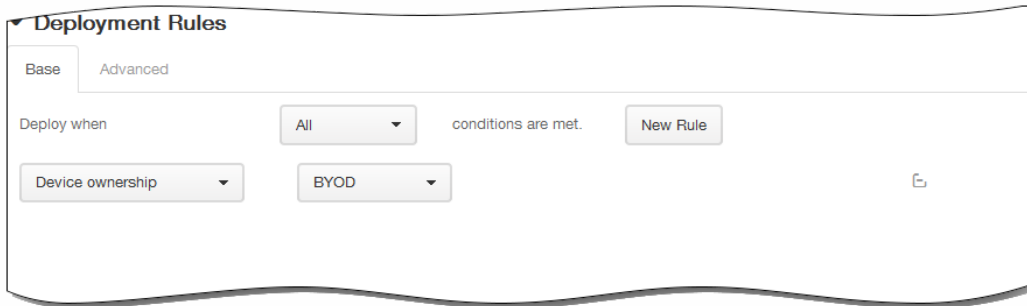 Deployment Rules
Base Advanced
Deploy when All conditions are met. New Rule
Device ownership BYOD